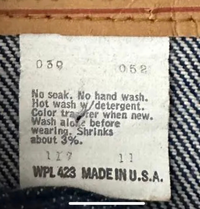 030 052
No soak. No hand wash.
Hot wash w/detergent.
Color transfer when new.
Wash alone before
wearing. Shrinks
about 3%.
117 11
WPL 423 MADE IN U.S.A.